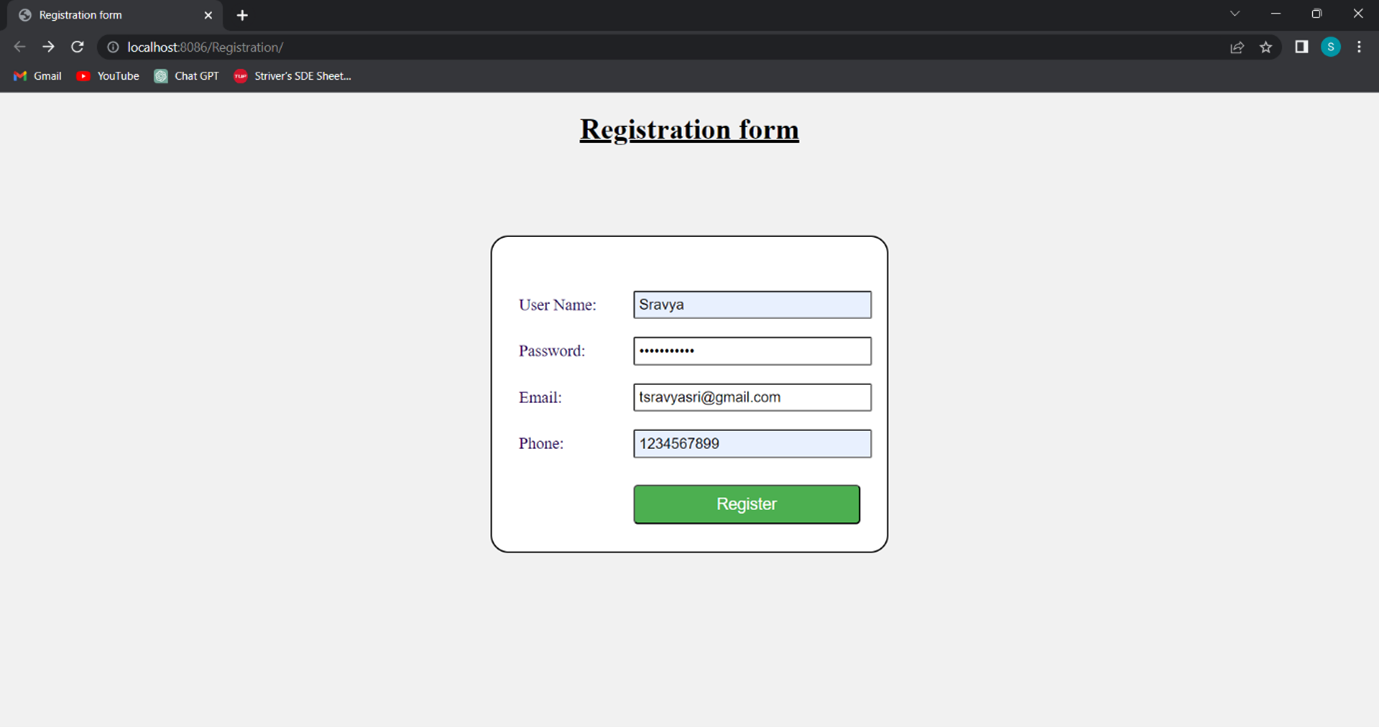 Registration form
localhost:8086/Registration/
S
Gmail YouTube Chat GPT TUF Striver's SDE Sheet...
Registration form
User Name: Sravya
Password: •••••••••••
Email: tsravyasri@gmail.com
Phone: 1234567899
Register